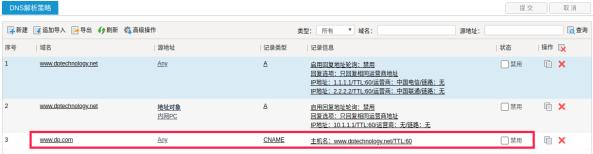 DNS解析策略
提交 取消
新建 追加导入 导出 刷新 高级操作 类型: 所有 域名: 源地址: 查询
序号 域名 源地址 记录类型 记录信息 状态 操作
1 www.dptechnology.net Any A 启用回复地址轮询：禁用 禁用
回复选项：只回复相同运营商地址
IP地址：1.1.1.1/TTL:60/运营商：中国电信/链路：无
IP地址：2.2.2.2/TTL:60/运营商：中国联通/链路：无
2 www.dptechnology.net 地址对象 A 启用回复地址轮询：禁用 禁用
内网PC 回复选项：只回复相同运营商地址
IP地址：10.1.1.1/TTL:60/运营商：无/链路：无
3 www.dp.com Any CNAME 主机名：www.dptechnology.net/TTL:60 禁用